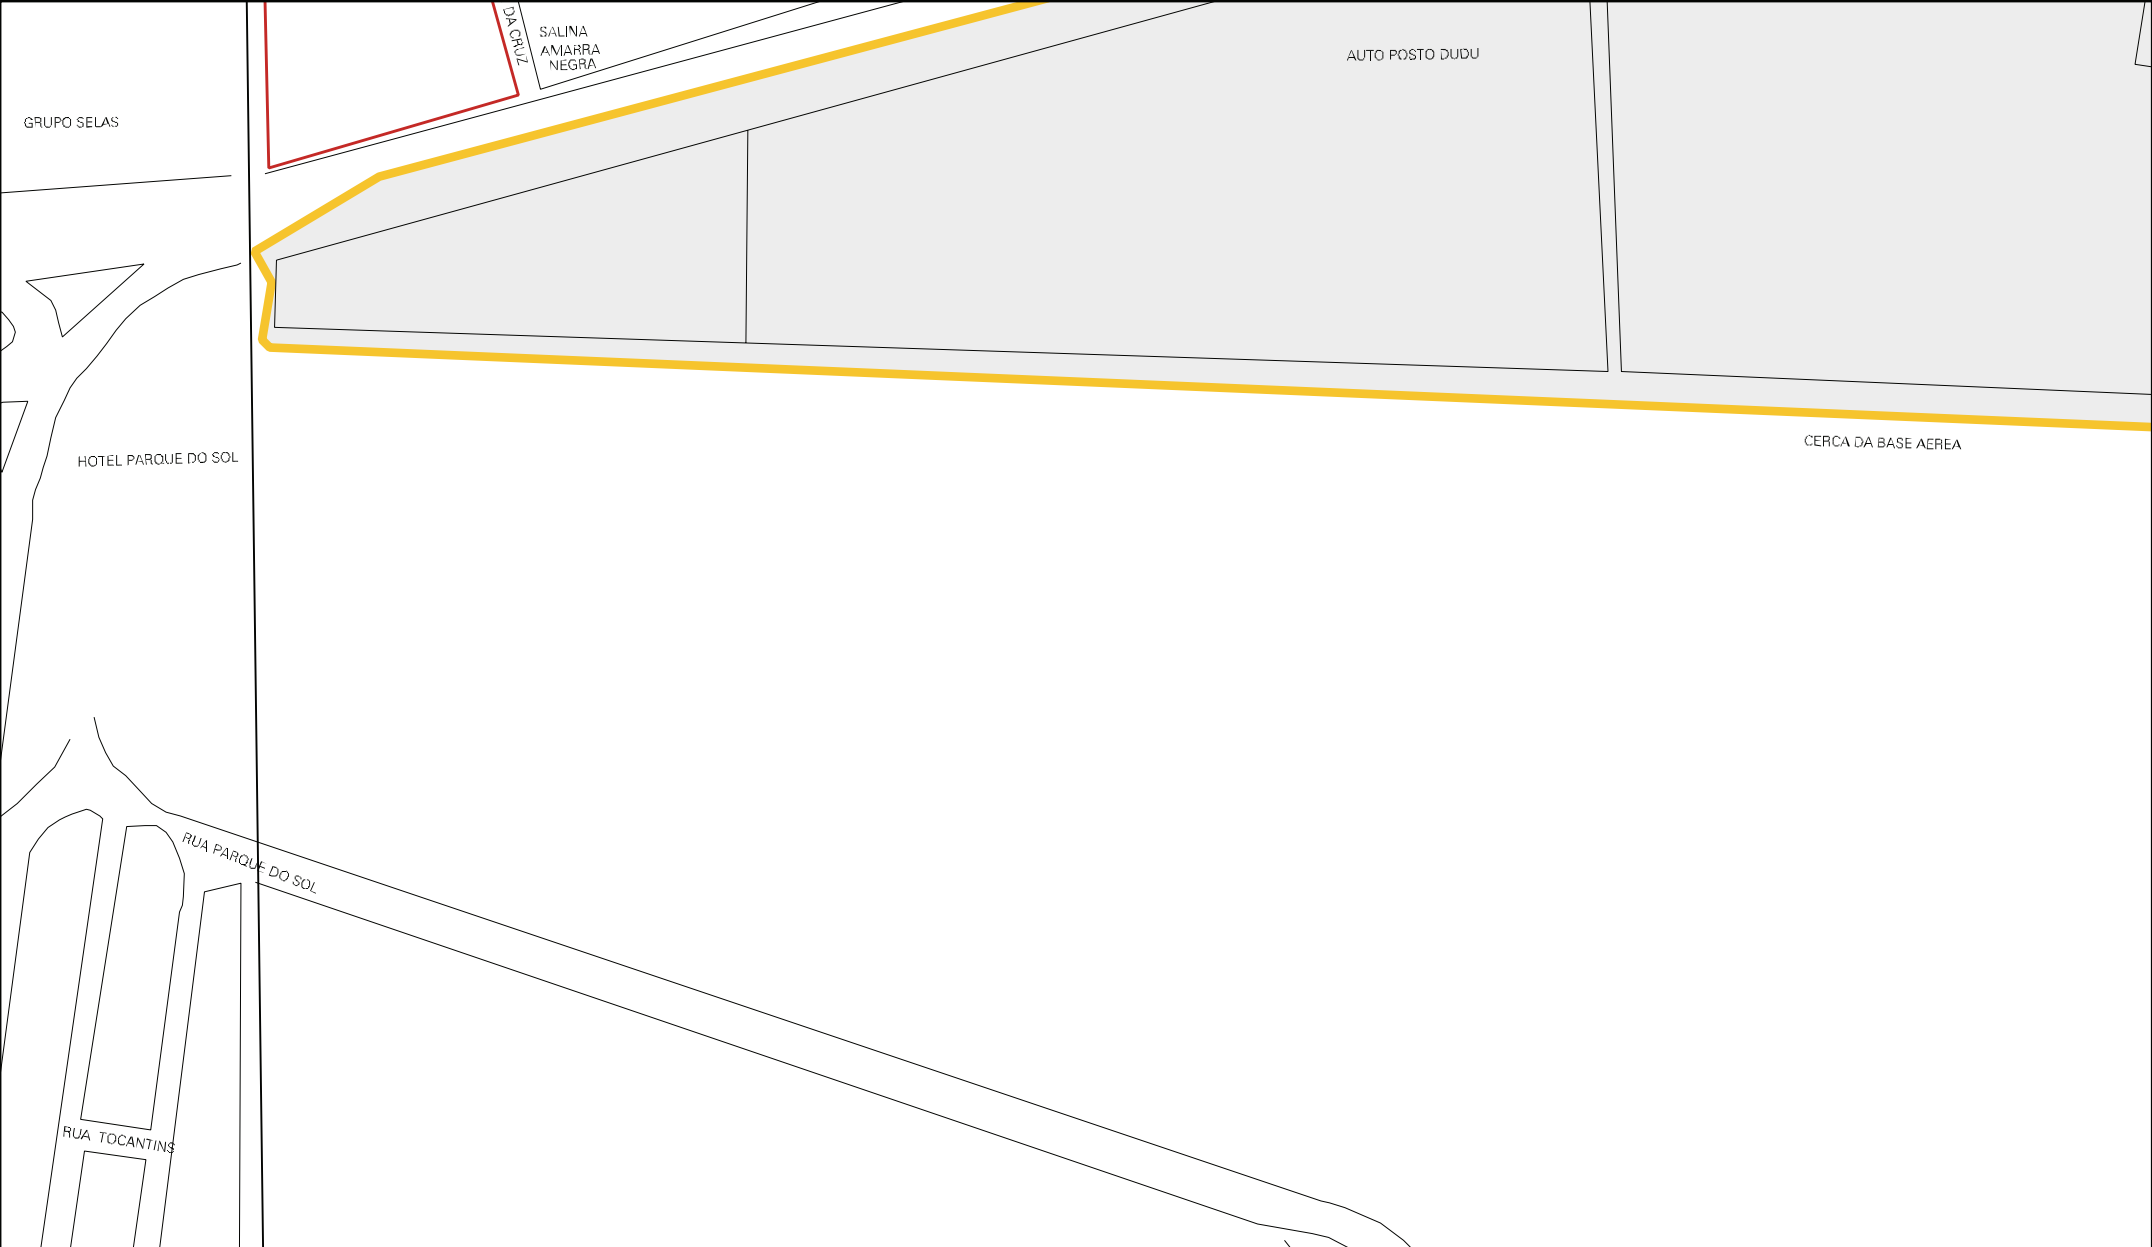 DA CRUZ
SALINA
AMARRA
NEGRA
AUTO POSTO DUDU
GRUPO SELAS
CERCA DA BASE AEREA
HOTEL PARQUE DO SOL
RUA PARQUE DO SOL
RUA TOCANTINS